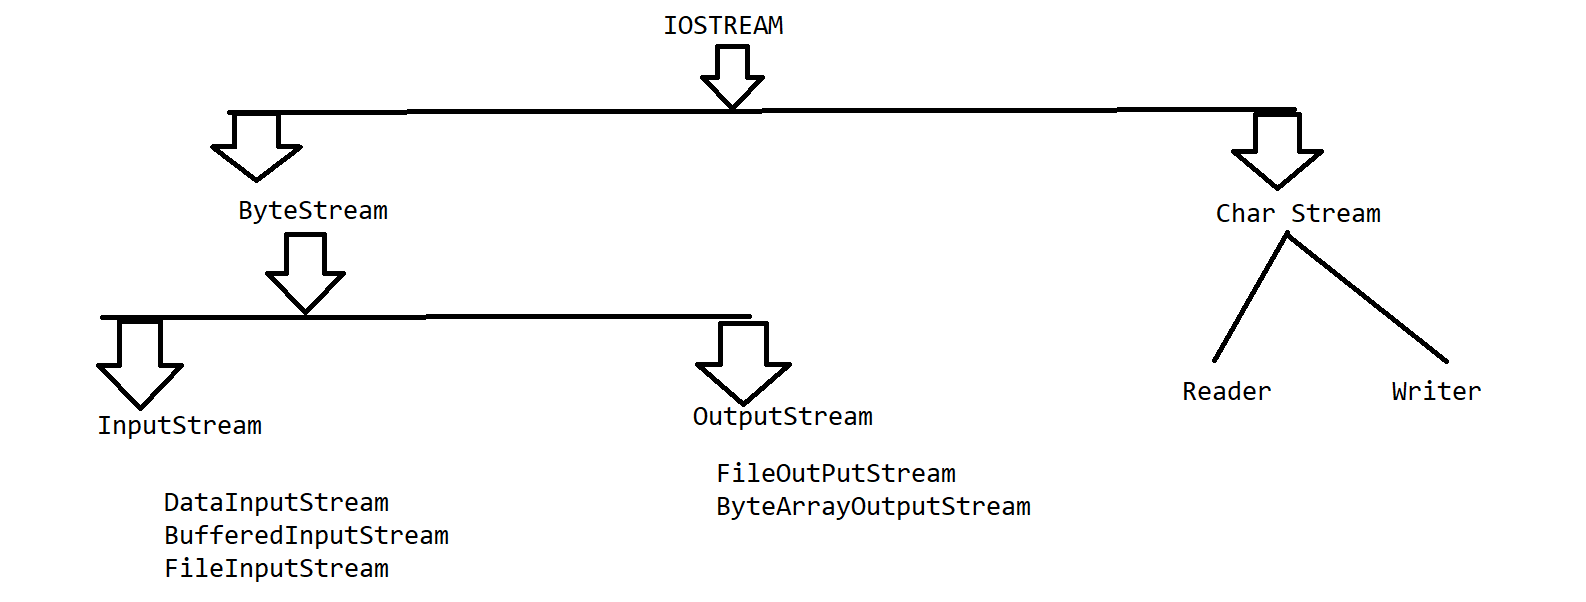 IOSTREAM
ByteStream
Char Stream
InputStream
OutputStream
Reader
Writer
DataInputStream
BufferedInputStream
FileInputStream
FileOutPutStream
ByteArrayOutputStream